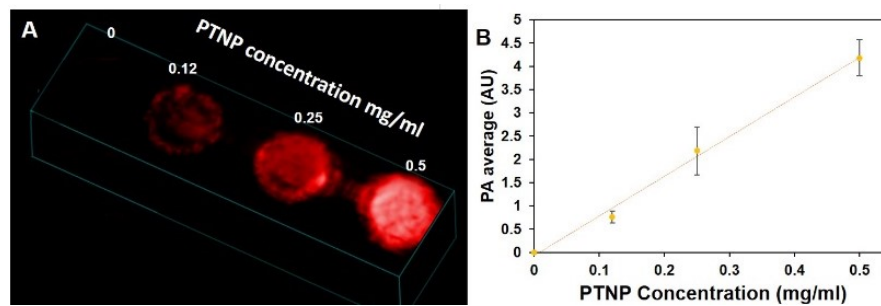 A
PTNP concentration mg/ml
0
0.12
0.25
0.5
B
PA average (AU)
5
4.5
4
3.5
3
2.5
2
1.5
1
0.5
0
0 0.1 0.2 0.3 0.4 0.5
PTNP Concentration (mg/ml)